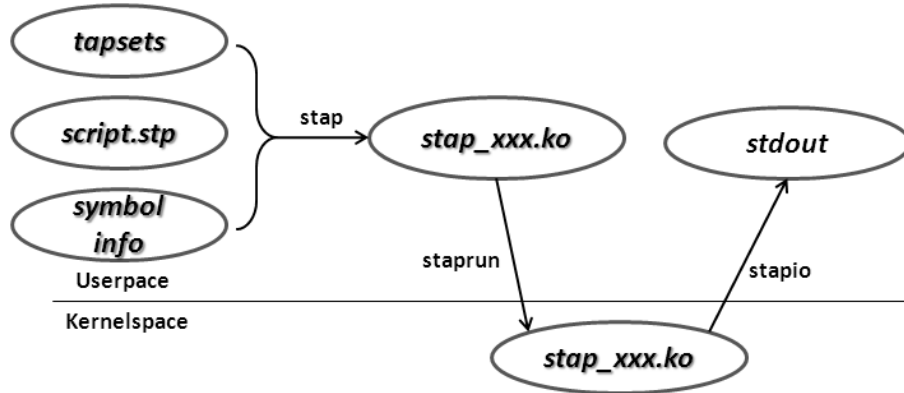 tapsets
script.stp
symbol
info
stap
stap_xxx.ko
stdout
staprun
stapio
Userpace
Kernelspace
stap_xxx.ko